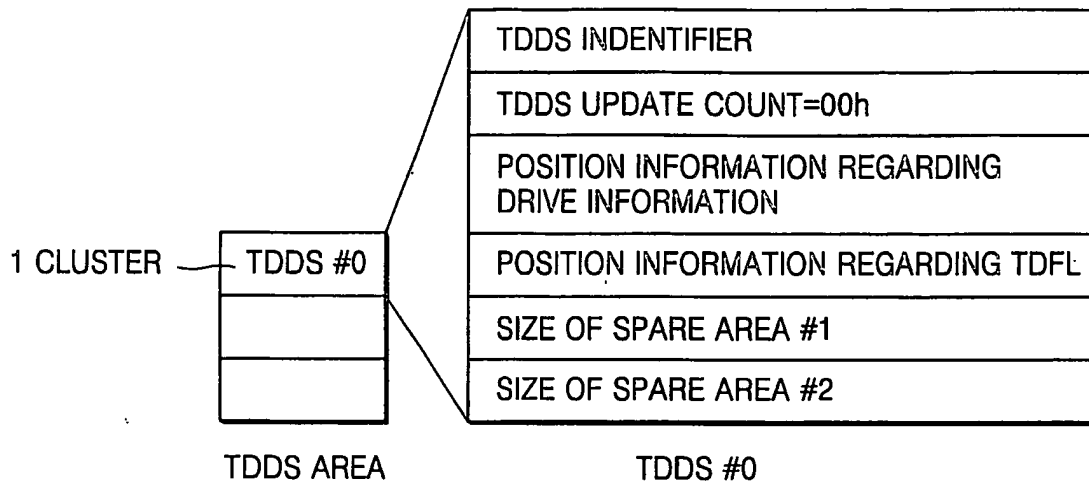 TDDS INDENTIFIER
TDDS UPDATE COUNT=00h
POSITION INFORMATION REGARDING
DRIVE INFORMATION
1 CLUSTER
TDDS #0
POSITION INFORMATION REGARDING TDFL
SIZE OF SPARE AREA #1
SIZE OF SPARE AREA #2
TDDS AREA
TDDS #0